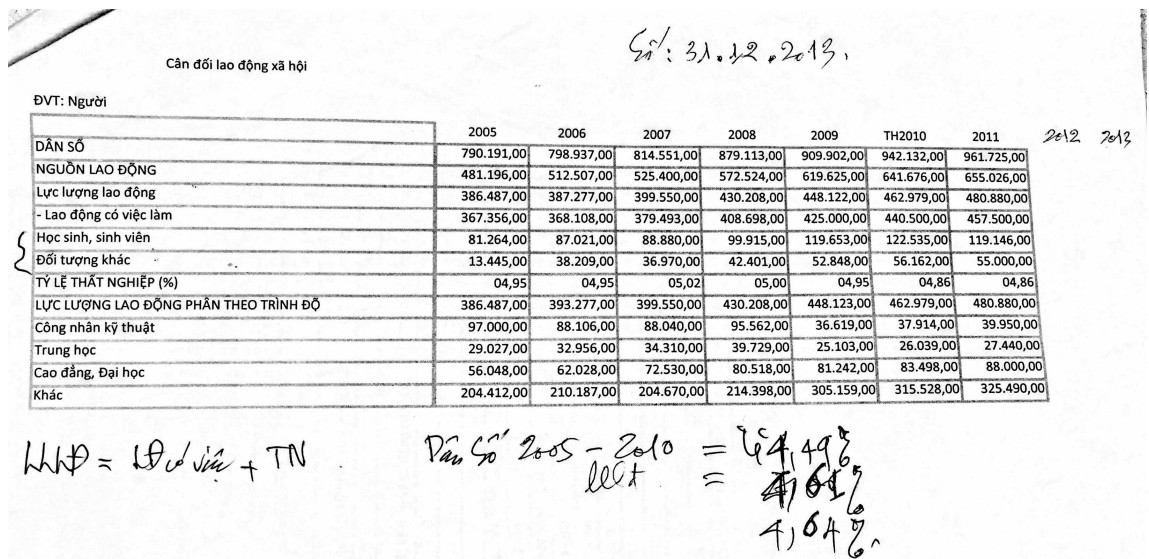 Số: 31.12.2013.
Cân đối lao động xã hội
ĐVT: Người
2005 2006 2007 2008 2009 TH2010 2011 2012 2013
DÂN SỐ 790.191,00 798.937,00 814.551,00 879.113,00 909.902,00 942.132,00 961.725,00
NGUỒN LAO ĐỘNG 481.196,00 512.507,00 525.400,00 572.524,00 619.625,00 641.676,00 655.026,00
Lực lượng lao động 386.487,00 387.277,00 399.550,00 430.208,00 448.122,00 462.979,00 480.880,00
- Lao động có việc làm 367.356,00 368.108,00 379.493,00 408.698,00 425.000,00 440.500,00 457.500,00
Học sinh, sinh viên 81.264,00 87.021,00 88.880,00 99.915,00 119.653,00 122.535,00 119.146,00
Đối tượng khác 13.445,00 38.209,00 36.970,00 42.401,00 52.848,00 56.162,00 55.000,00
TỶ LỆ THẤT NGHIỆP (%) 04,95 04,95 05,02 05,00 04,95 04,86 04,86
LỰC LƯỢNG LAO ĐỘNG PHÂN THEO TRÌNH ĐỘ 386.487,00 393.277,00 399.550,00 430.208,00 448.123,00 462.979,00 480.880,00
Công nhân kỹ thuật 97.000,00 88.106,00 88.040,00 95.562,00 36.619,00 37.914,00 39.950,00
Trung học 29.027,00 32.956,00 34.310,00 39.729,00 25.103,00 26.039,00 27.440,00
Cao đẳng, Đại học 56.048,00 62.028,00 72.530,00 80.518,00 81.242,00 83.498,00 88.000,00
Khác 204.412,00 210.187,00 204.670,00 214.398,00 305.159,00 315.528,00 325.490,00
LLLĐ = LĐ có việc + TN
Dân Số 2005 - 2010 = 4,49%
= 4,61%
4,64%